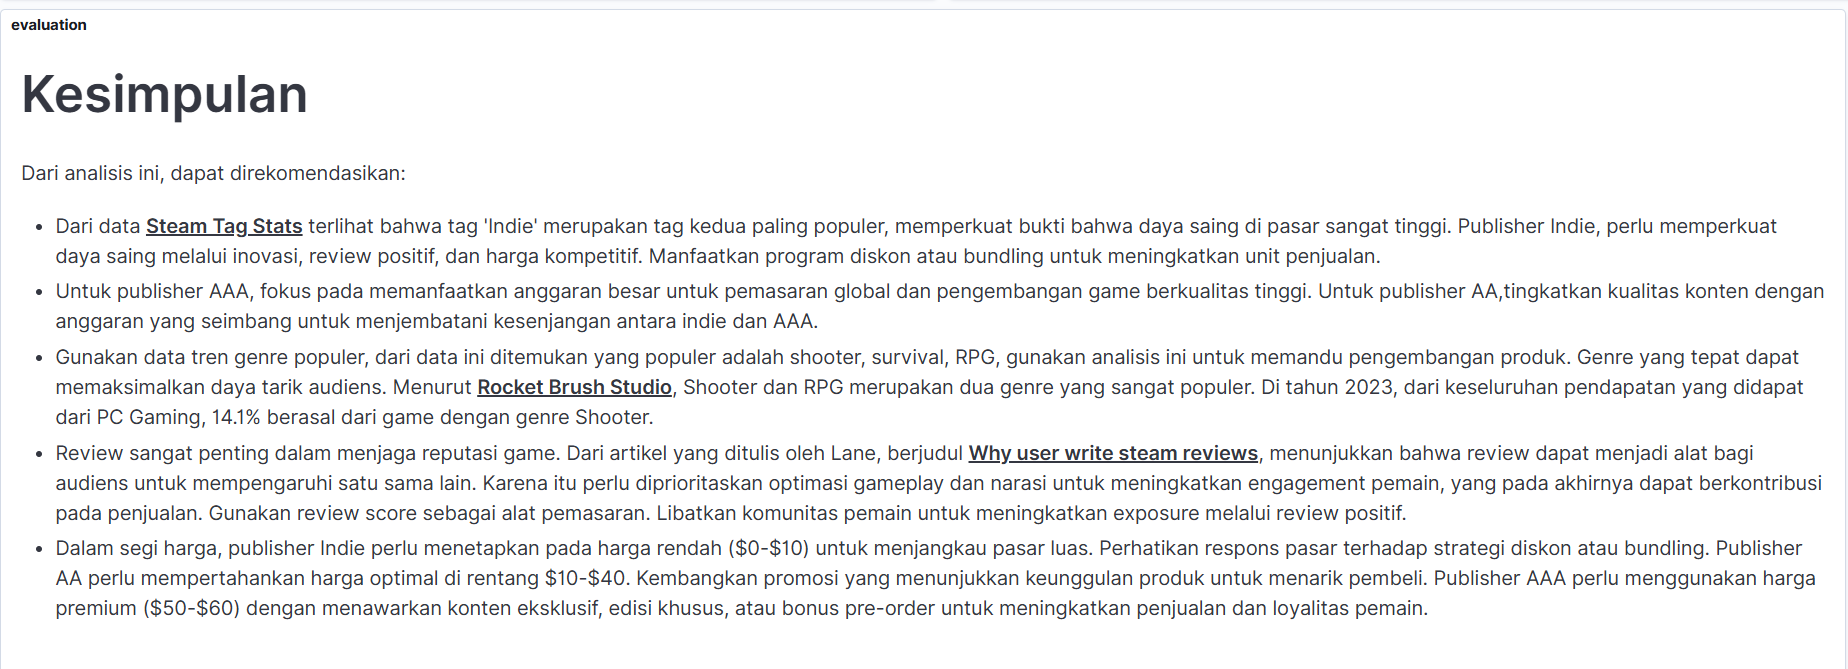 evaluation
Kesimpulan
Dari analisis ini, dapat direkomendasikan:
• Dari data Steam Tag Stats terlihat bahwa tag 'Indie' merupakan tag kedua paling populer, memperkuat bukti bahwa daya saing di pasar sangat tinggi. Publisher Indie, perlu memperkuat
daya saing melalui inovasi, review positif, dan harga kompetitif. Manfaatkan program diskon atau bundling untuk meningkatkan unit penjualan.
• Untuk publisher AAA, fokus pada memanfaatkan anggaran besar untuk pemasaran global dan pengembangan game berkualitas tinggi. Untuk publisher AA,tingkatkan kualitas konten dengan
anggaran yang seimbang untuk menjembatani kesenjangan antara indie dan AAA.
• Gunakan data tren genre populer, dari data ini ditemukan yang populer adalah shooter, survival, RPG, gunakan analisis ini untuk memandu pengembangan produk. Genre yang tepat dapat
memaksimalkan daya tarik audiens. Menurut Rocket Brush Studio, Shooter dan RPG merupakan dua genre yang sangat populer. Di tahun 2023, dari keseluruhan pendapatan yang didapat
dari PC Gaming, 14.1% berasal dari game dengan genre Shooter.
• Review sangat penting dalam menjaga reputasi game. Dari artikel yang ditulis oleh Lane, berjudul Why user write steam reviews, menunjukkan bahwa review dapat menjadi alat bagi
audiens untuk mempengaruhi satu sama lain. Karena itu perlu diprioritaskan optimasi gameplay dan narasi untuk meningkatkan engagement pemain, yang pada akhirnya dapat berkontribusi
pada penjualan. Gunakan review score sebagai alat pemasaran. Libatkan komunitas pemain untuk meningkatkan exposure melalui review positif.
• Dalam segi harga, publisher Indie perlu menetapkan pada harga rendah ($0-$10) untuk menjangkau pasar luas. Perhatikan respons pasar terhadap strategi diskon atau bundling. Publisher
AA perlu mempertahankan harga optimal di rentang $10-$40. Kembangkan promosi yang menunjukkan keunggulan produk untuk menarik pembeli. Publisher AAA perlu menggunakan harga
premium ($50-$60) dengan menawarkan konten eksklusif, edisi khusus, atau bonus pre-order untuk meningkatkan penjualan dan loyalitas pemain.